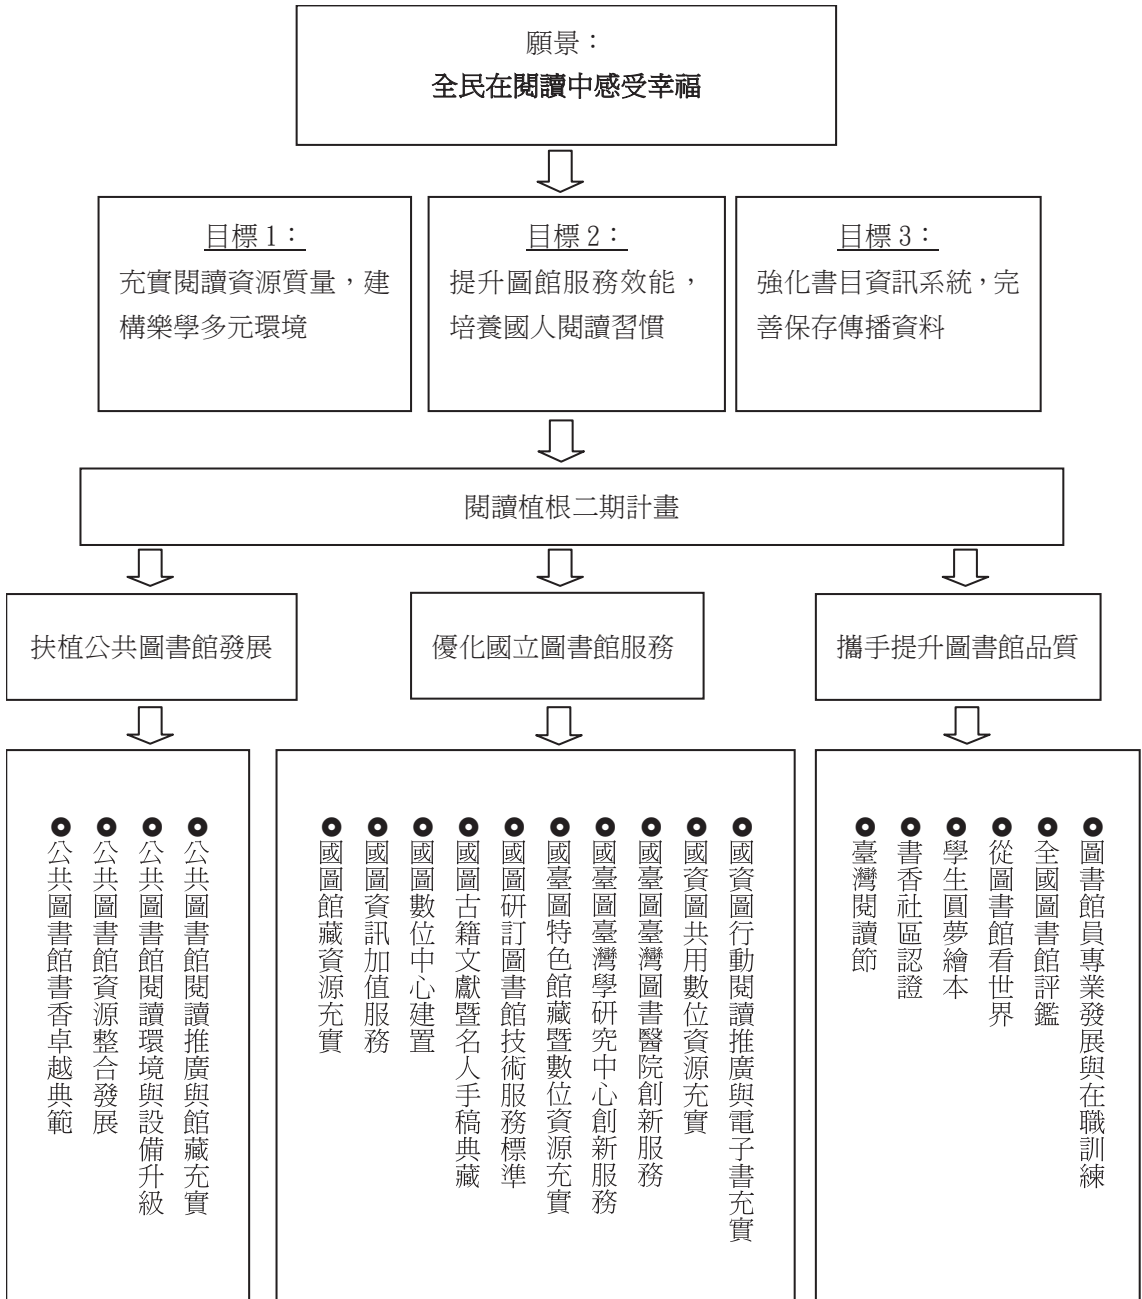 願景：
全民在閱讀中感受幸福
目標 1：
充實閱讀資源質量，建
構樂學多元環境
目標 2：
提升圖館服務效能，
培養國人閱讀習慣
目標 3：
強化書目資訊系統，完
善保存傳播資料
閱讀植根二期計畫
扶植公共圖書館發展
優化國立圖書館服務
攜手提升圖書館品質
公共圖書館閱讀推廣與館藏充實
公共圖書館閱讀環境與設備升級
公共圖書館資源整合發展
公共圖書館書香卓越典範
國資圖行動閱讀推廣與電子書充實
國資圖共用數位資源充實
國臺圖臺灣圖書醫院創新服務
國臺圖臺灣學研究中心創新服務
國臺圖特色館藏暨數位資源充實
國圖研訂圖書館技術服務標準
國圖古籍文獻暨名人手稿典藏
國圖數位中心建置
國圖資訊加值服務
國圖館藏資源充實
圖書館員專業發展與在職訓練
全國圖書館評鑑
從圖書館看世界
學生圓夢繪本
書香社區認證
臺灣閱讀節